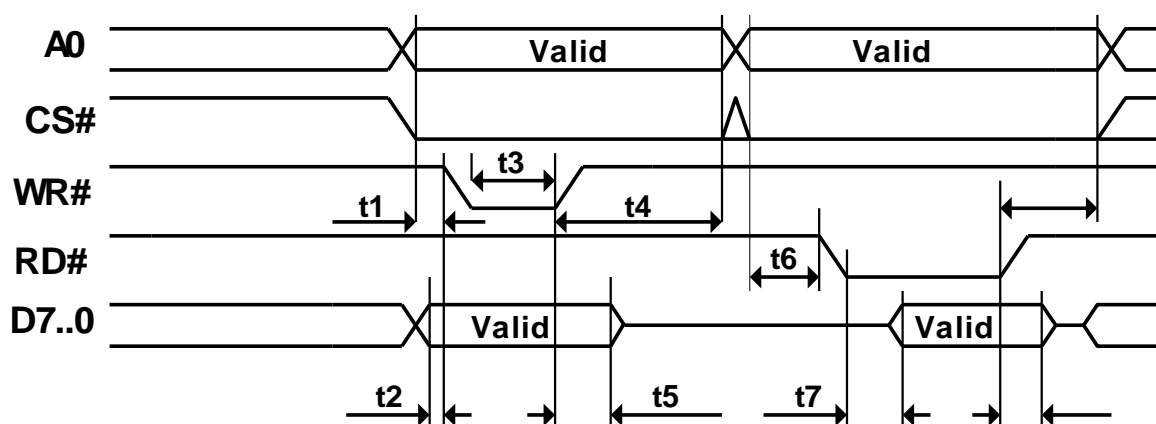 A0 Valid Valid
CS#
t3
WR#
t1 t4
RD#
t6
D7..0 Valid Valid
t2 t5 t7